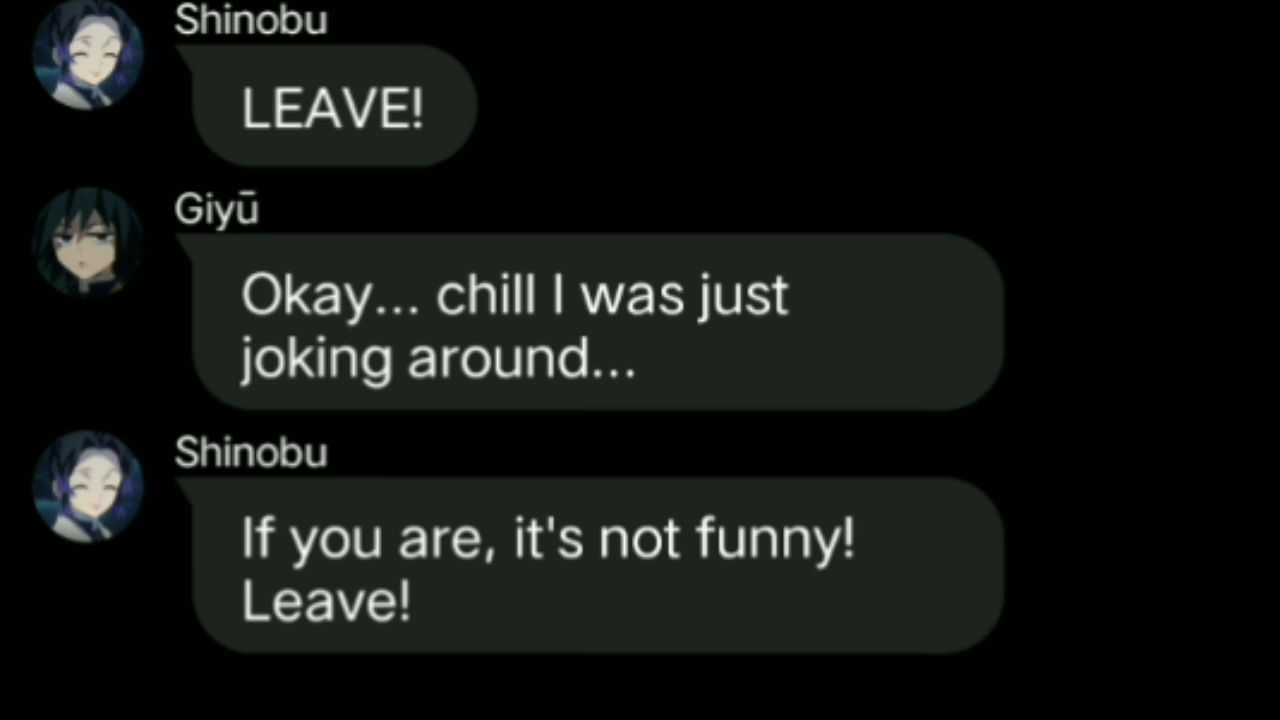 Shinobu
LEAVE!
Giyū
Okay... chill I was just
joking around...
Shinobu
If you are, it's not funny!
Leave!